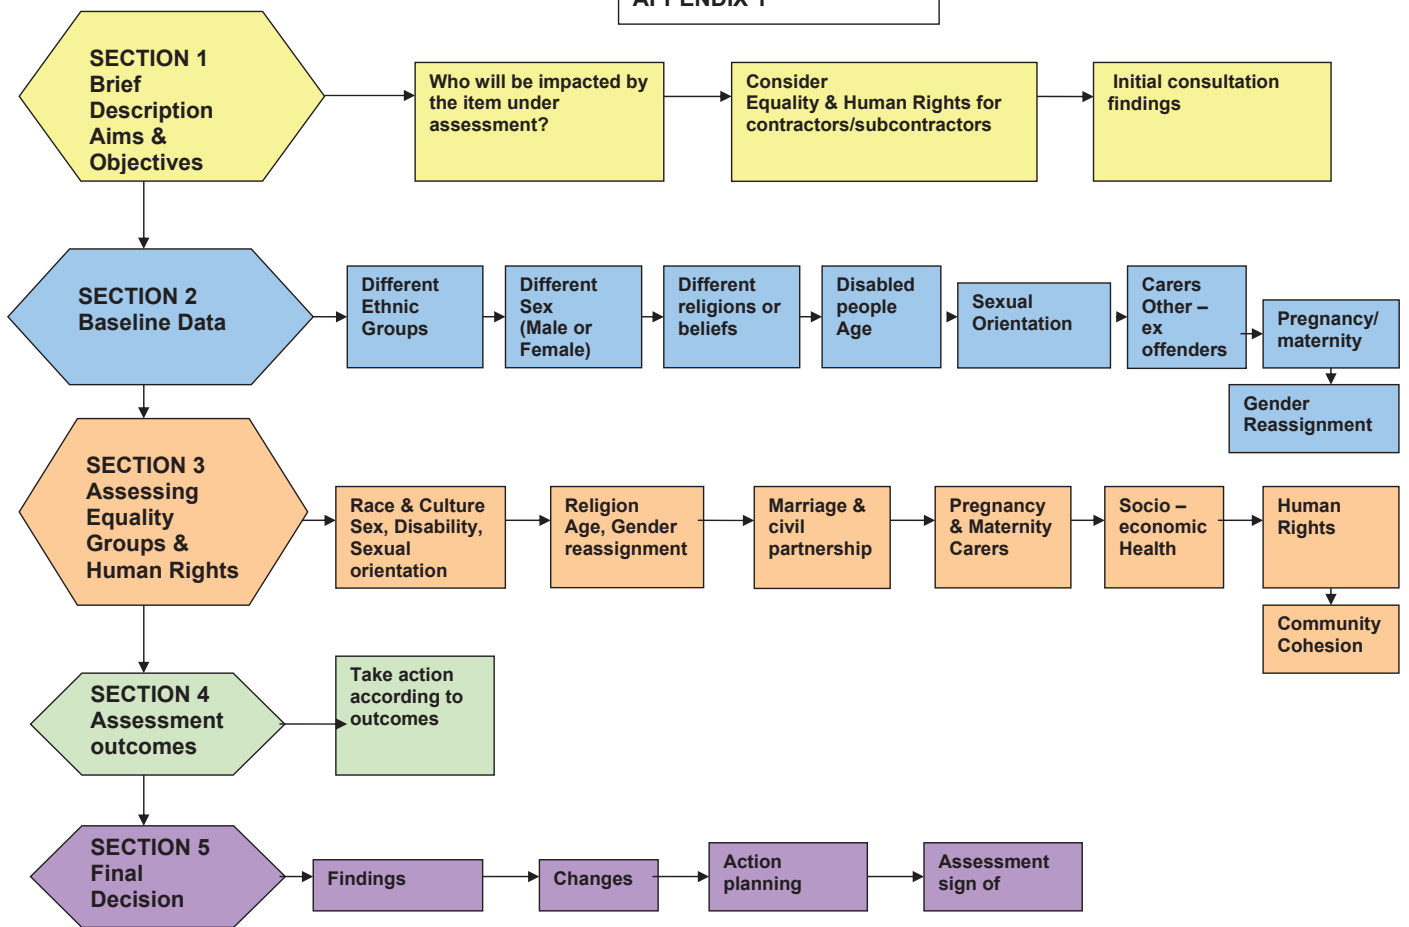 APPENDIX 1
SECTION 1
Brief
Description
Aims &
Objectives
Who will be impacted by
the item under
assessment?
Consider
Equality & Human Rights for
contractors/subcontractors
Initial consultation
findings
SECTION 2
Baseline Data
Different
Ethnic
Groups
Different
Sex
(Male or
Female)
Different
religions or
beliefs
Disabled
people
Age
Sexual
Orientation
Carers
Other –
ex
offenders
Pregnancy/
maternity
Gender
Reassignment
SECTION 3
Assessing
Equality
Groups &
Human Rights
Race & Culture
Sex, Disability,
Sexual
orientation
Religion
Age, Gender
reassignment
Marriage &
civil
partnership
Pregnancy
& Maternity
Carers
Socio –
economic
Health
Human
Rights
Community
Cohesion
SECTION 4
Assessment
outcomes
Take action
according to
outcomes
SECTION 5
Final
Decision
Findings
Changes
Action
planning
Assessment
sign of